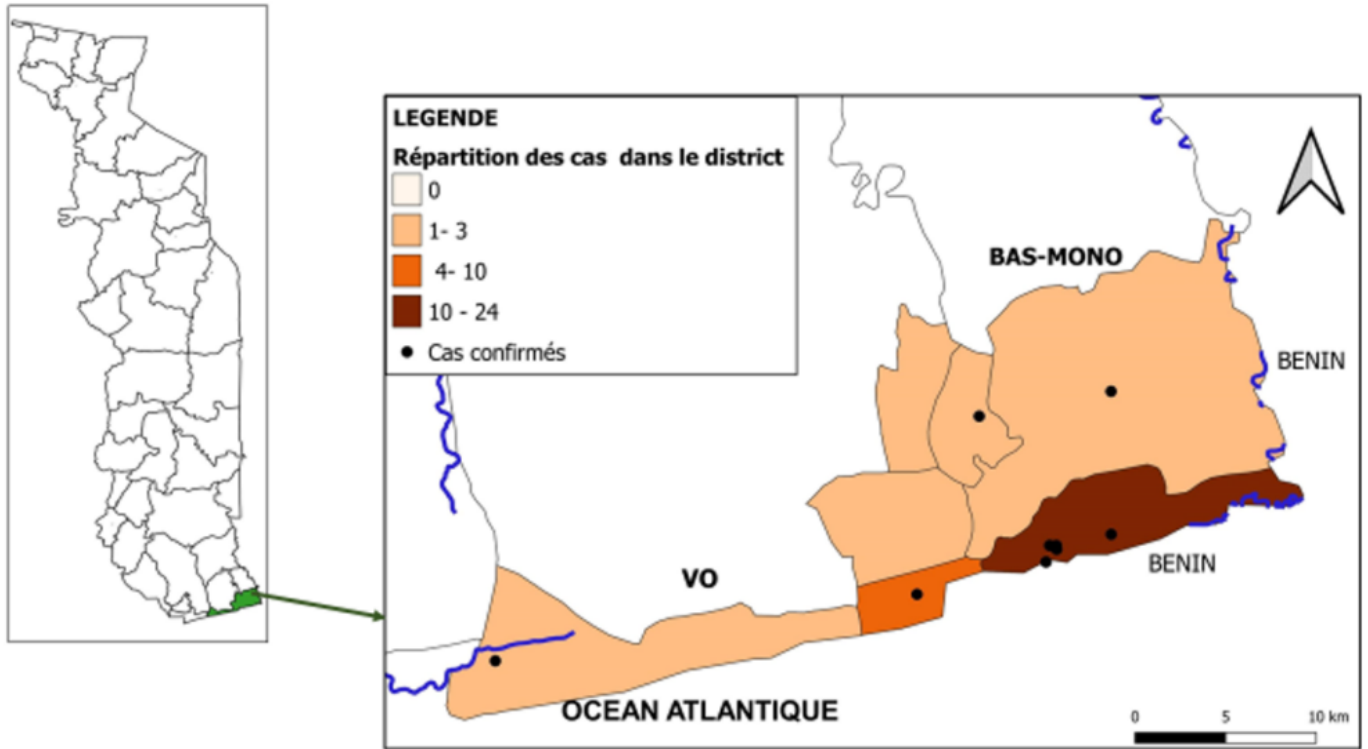 LEGENDE
Répartition des cas dans le district
0
1- 3
4- 10
10 - 24
Cas confirmés
BAS-MONO
BENIN
BENIN
VO
OCEAN ATLANTIQUE
0 5 10 km